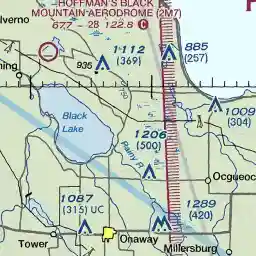 HOFFMAN'S BLACK
MOUNTAIN AERODROME (2M7)
677 - 28 122.8 C
lverno
1112
(369)
885
(257)
935
ning
1009
(304)
Black
Lake
1206
(500)
Rainy R
Ocqueoc
1087
(315) UC
1289
(420)
Tower
Onaway
Millersburg